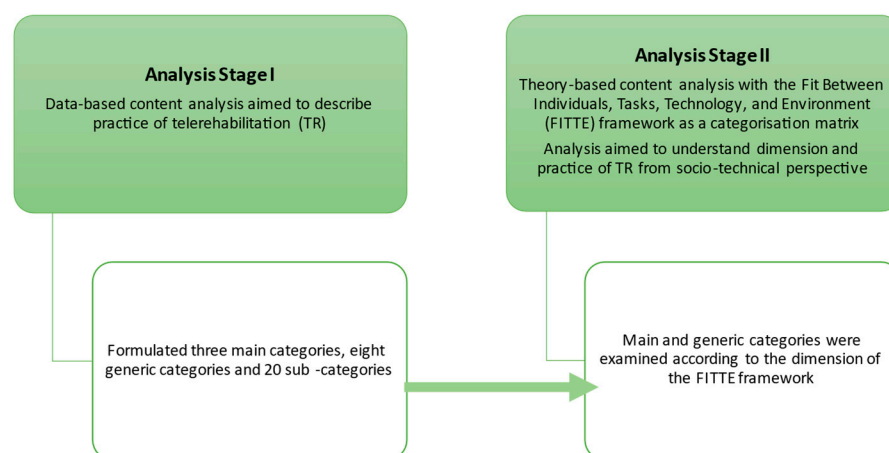 Analysis Stage I
Data-based content analysis aimed to describe
practice of telerehabilitation (TR)
Formulated three main categories, eight
generic categories and 20 sub -categories
Analysis Stage II
Theory-based content analysis with the Fit Between
Individuals, Tasks, Technology, and Environment
(FITTE) framework as a categorisation matrix
Analysis aimed to understand dimension and
practice of TR from socio-technical perspective
Main and generic categories were
examined according to the dimension of
the FITTE framework